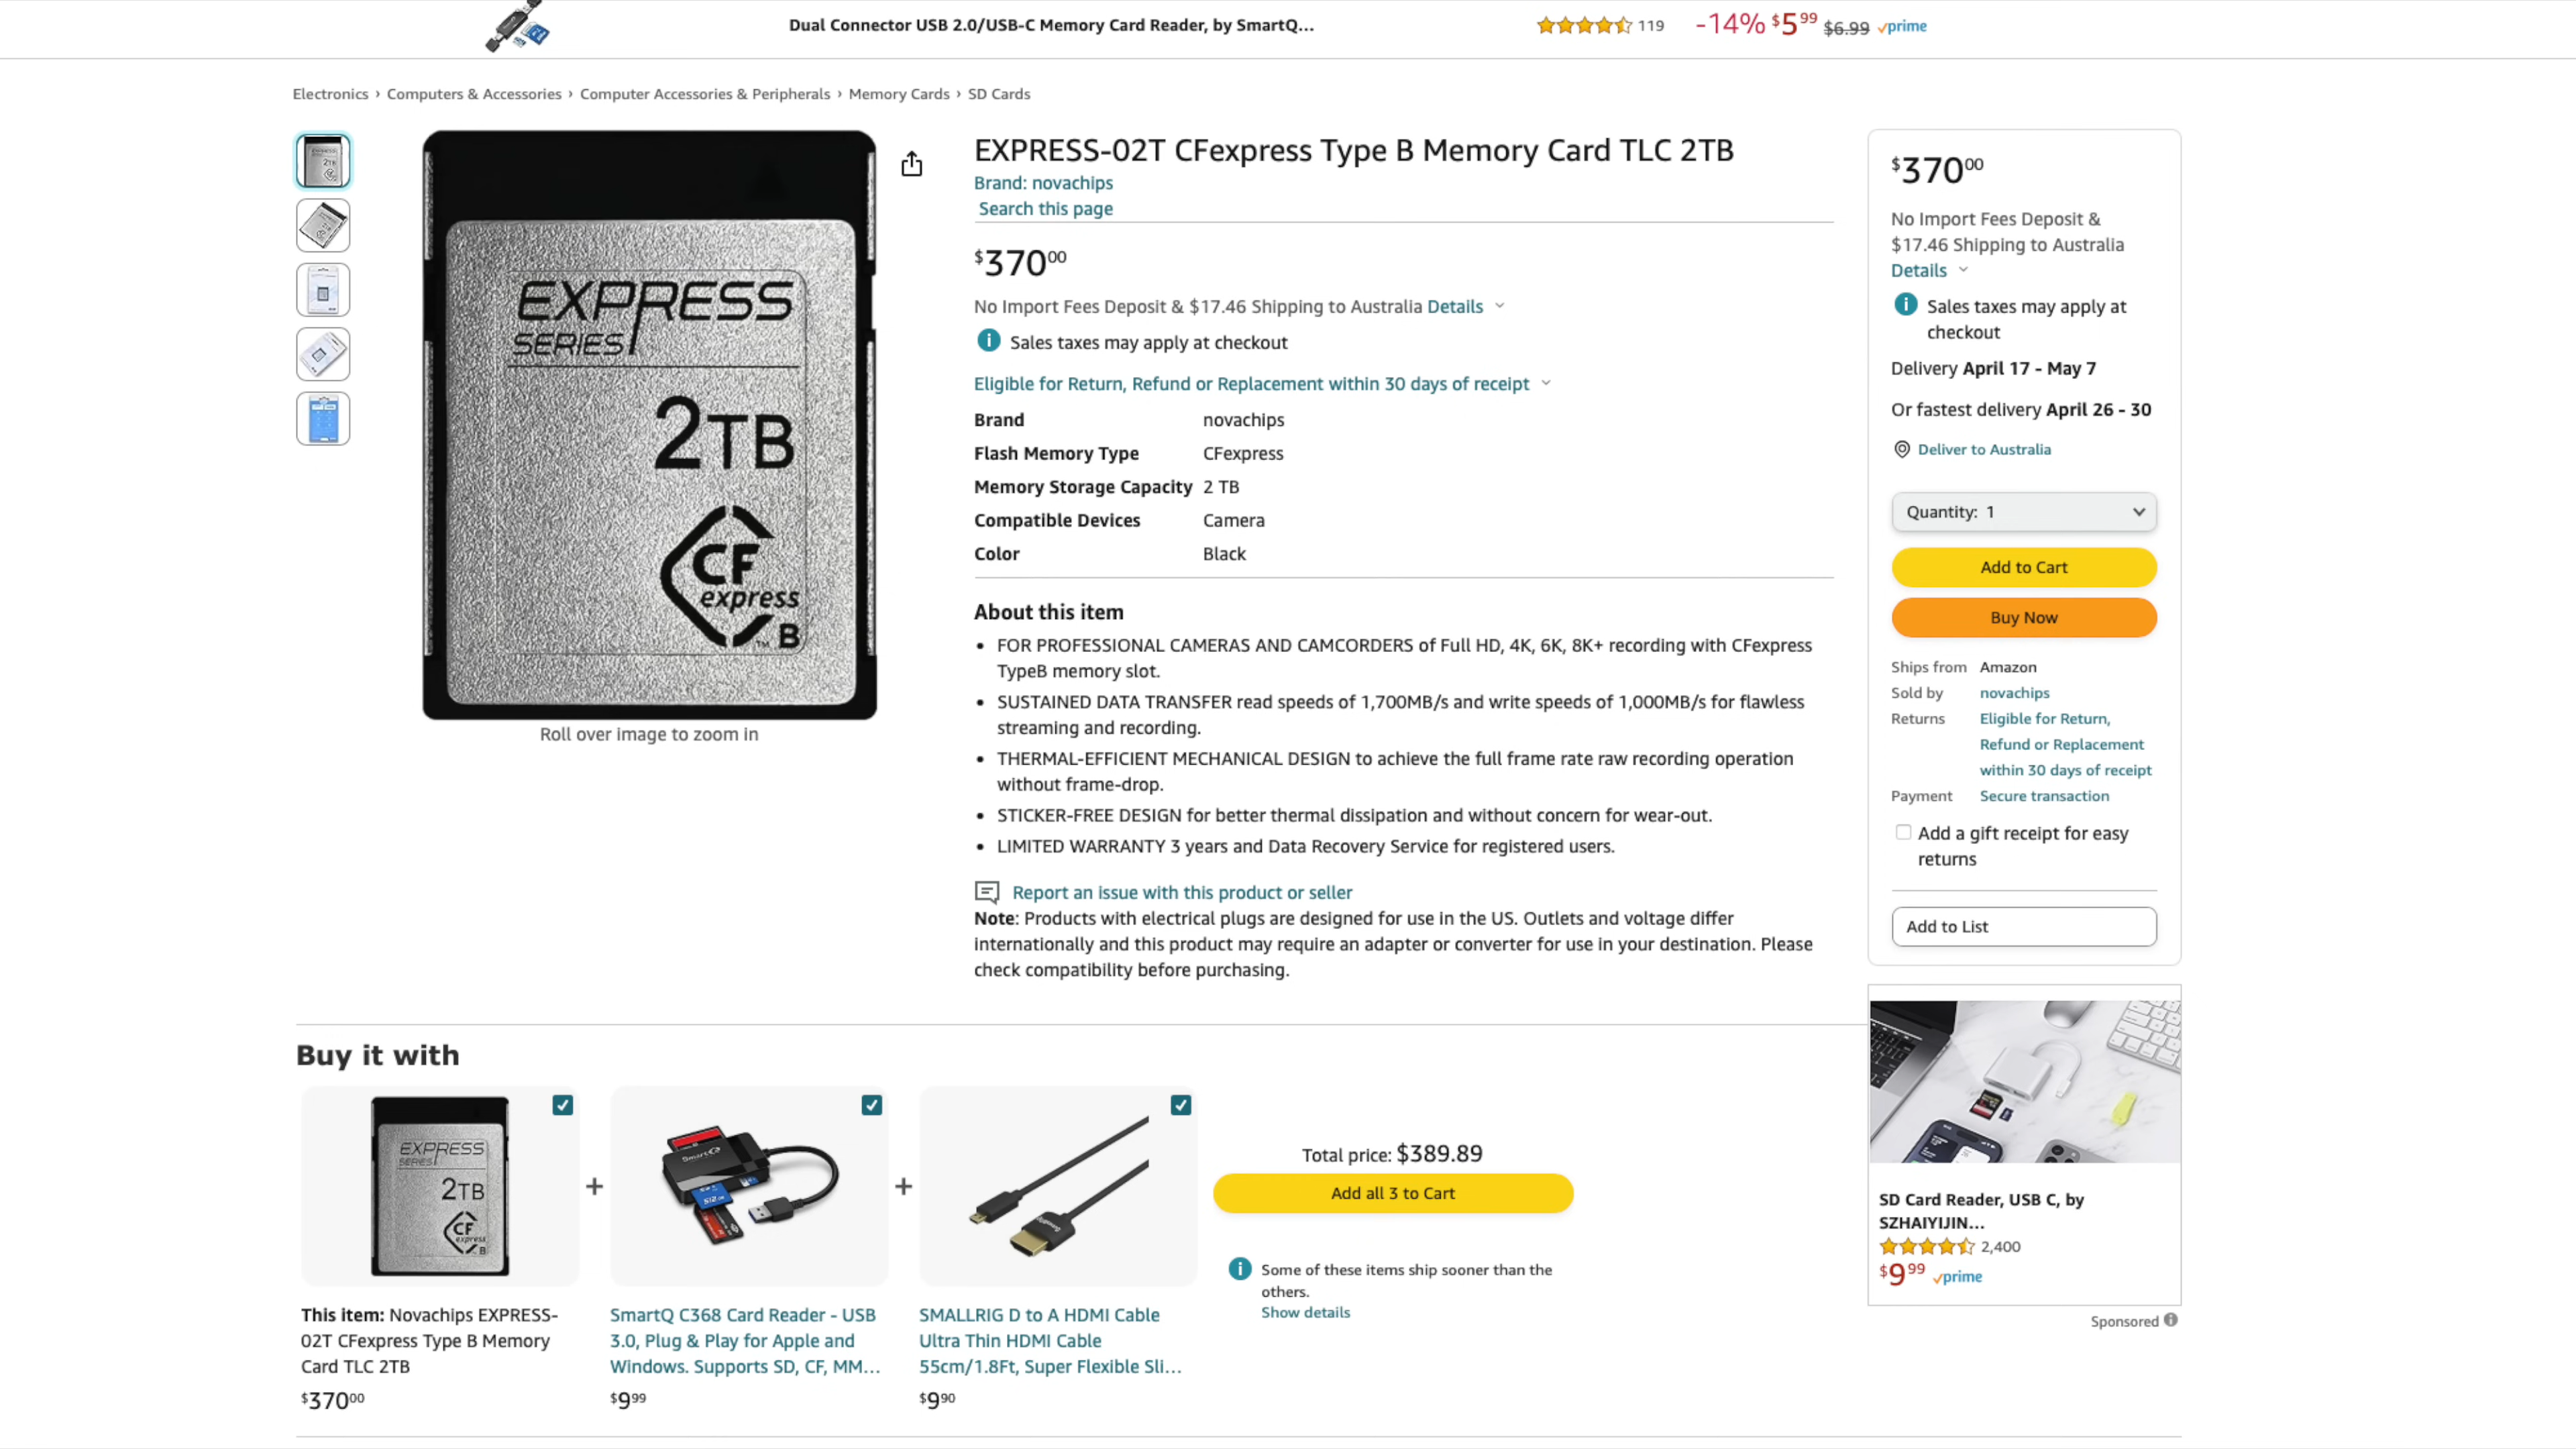 Dual Connector USB 2.0/USB-C Memory Card Reader, by SmartQ...
119
-14% $5⁹⁹ $6.99 prime
Electronics › Computers & Accessories › Computer Accessories & Peripherals › Memory Cards › SD Cards
EXPRESS
SERIES
2TB
CF
express
™ B
Roll over image to zoom in
EXPRESS-02T CFexpress Type B Memory Card TLC 2TB
Brand: novachips
Search this page
$370⁰⁰
No Import Fees Deposit & $17.46 Shipping to Australia Details
Sales taxes may apply at checkout
Eligible for Return, Refund or Replacement within 30 days of receipt
Brand novachips
Flash Memory Type CFexpress
Memory Storage Capacity 2 TB
Compatible Devices Camera
Color Black
About this item
• FOR PROFESSIONAL CAMERAS AND CAMCORDERS of Full HD, 4K, 6K, 8K+ recording with CFexpress
TypeB memory slot.
• SUSTAINED DATA TRANSFER read speeds of 1,700MB/s and write speeds of 1,000MB/s for flawless
streaming and recording.
• THERMAL-EFFICIENT MECHANICAL DESIGN to achieve the full frame rate raw recording operation
without frame-drop.
• STICKER-FREE DESIGN for better thermal dissipation and without concern for wear-out.
• LIMITED WARRANTY 3 years and Data Recovery Service for registered users.
Report an issue with this product or seller
Note: Products with electrical plugs are designed for use in the US. Outlets and voltage differ
internationally and this product may require an adapter or converter for use in your destination. Please
check compatibility before purchasing.
$370⁰⁰
No Import Fees Deposit &
$17.46 Shipping to Australia
Details
Sales taxes may apply at
checkout
Delivery April 17 - May 7
Or fastest delivery April 26 - 30
Deliver to Australia
Quantity: 1
Add to Cart
Buy Now
Ships from Amazon
Sold by novachips
Returns Eligible for Return,
Refund or Replacement
within 30 days of receipt
Payment Secure transaction
Add a gift receipt for easy
returns
Add to List
SD Card Reader, USB C, by
SZHAIYIJIN...
2,400
$9⁹⁹ prime
Sponsored
Buy it with
EXPRESS
SERIES
2TB
CF
express
B
+
SmartQ
+
SmallRig
Total price: $389.89
Add all 3 to Cart
Some of these items ship sooner than the
others.
Show details
This item: Novachips EXPRESS-
02T CFexpress Type B Memory
Card TLC 2TB
$370⁰⁰
SmartQ C368 Card Reader - USB
3.0, Plug & Play for Apple and
Windows. Supports SD, CF, MM...
$9⁹⁹
SMALLRIG D to A HDMI Cable
Ultra Thin HDMI Cable
55cm/1.8Ft, Super Flexible Sli...
$9⁹⁰